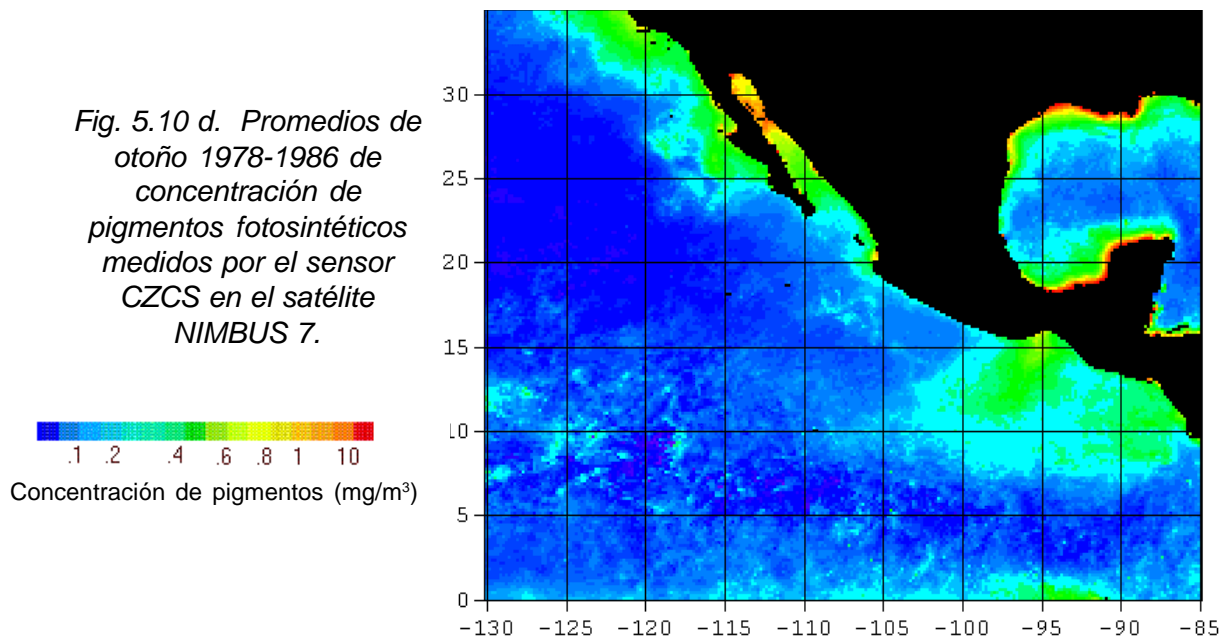 Fig. 5.10 d. Promedios de
otoño 1978-1986 de
concentración de
pigmentos fotosintéticos
medidos por el sensor
CZCS en el satélite
NIMBUS 7.
.1 .2 .4 .6 .8 1 10
Concentración de pigmentos (mg/m³)
30
25
20
15
10
5
0
-130 -125 -120 -115 -110 -105 -100 -95 -90 -85